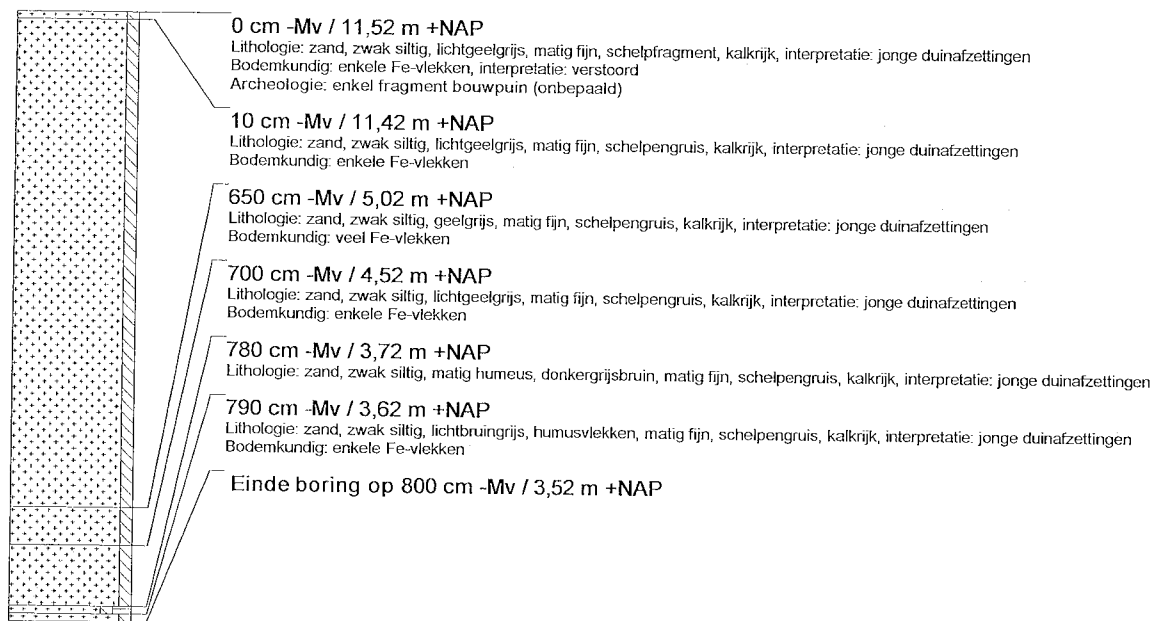 0 cm -Mv / 11,52 m +NAP
Lithologie: zand, zwak siltig, lichtgeelgrijs, matig fijn, schelpfragment, kalkrijk, interpretatie: jonge duinafzettingen
Bodemkundig: enkele Fe-vlekken, interpretatie: verstoord
Archeologie: enkel fragment bouwpuin (onbepaald)
10 cm -Mv / 11,42 m +NAP
Lithologie: zand, zwak siltig, lichtgeelgrijs, matig fijn, schelpengruis, kalkrijk, interpretatie: jonge duinafzettingen
Bodemkundig: enkele Fe-vlekken
650 cm -Mv / 5,02 m +NAP
Lithologie: zand, zwak siltig, geelgrijs, matig fijn, schelpengruis, kalkrijk, interpretatie: jonge duinafzettingen
Bodemkundig: veel Fe-vlekken
700 cm -Mv / 4,52 m +NAP
Lithologie: zand, zwak siltig, lichtgeelgrijs, matig fijn, schelpengruis, kalkrijk, interpretatie: jonge duinafzettingen
Bodemkundig: enkele Fe-vlekken
780 cm -Mv / 3,72 m +NAP
Lithologie: zand, zwak siltig, matig humeus, donkergrijsbruin, matig fijn, schelpengruis, kalkrijk, interpretatie: jonge duinafzettingen
790 cm -Mv / 3,62 m +NAP
Lithologie: zand, zwak siltig, lichtbruingrijs, humusvlekken, matig fijn, schelpengruis, kalkrijk, interpretatie: jonge duinafzettingen
Bodemkundig: enkele Fe-vlekken
Einde boring op 800 cm -Mv / 3,52 m +NAP